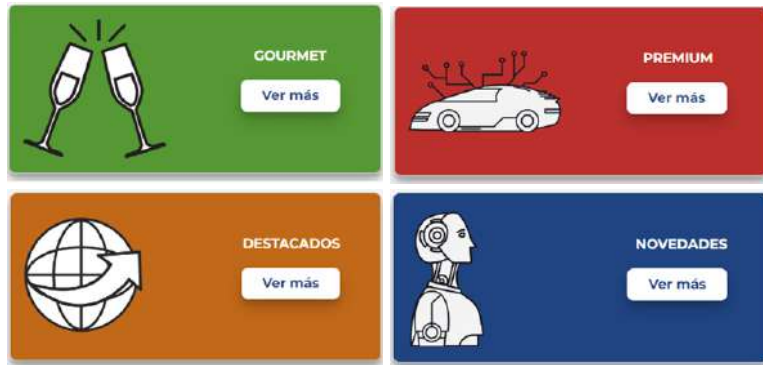 GOURMET
Ver más
PREMIUM
Ver más
DESTACADOS
Ver más
NOVEDADES
Ver más